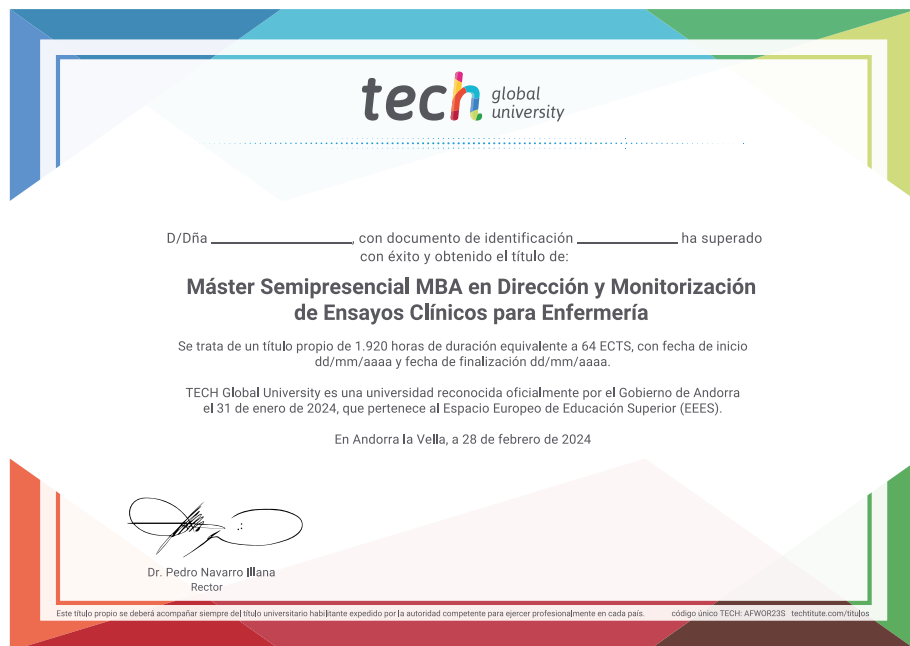 tech global
university
D/Dña ______________, con documento de identificación __________ ha superado
con éxito y obtenido el título de:
Máster Semipresencial MBA en Dirección y Monitorización
de Ensayos Clínicos para Enfermería
Se trata de un título propio de 1.920 horas de duración equivalente a 64 ECTS, con fecha de inicio
dd/mm/aaaa y fecha de finalización dd/mm/aaaa.
TECH Global University es una universidad reconocida oficialmente por el Gobierno de Andorra
el 31 de enero de 2024, que pertenece al Espacio Europeo de Educación Superior (EEES).
En Andorra la Vella, a 28 de febrero de 2024
Dr. Pedro Navarro Illana
Rector
Este título propio se deberá acompañar siempre del título universitario habilitante expedido por la autoridad competente para ejercer profesionalmente en cada país. código único TECH: AFWOR23S techtitute.com/titulos